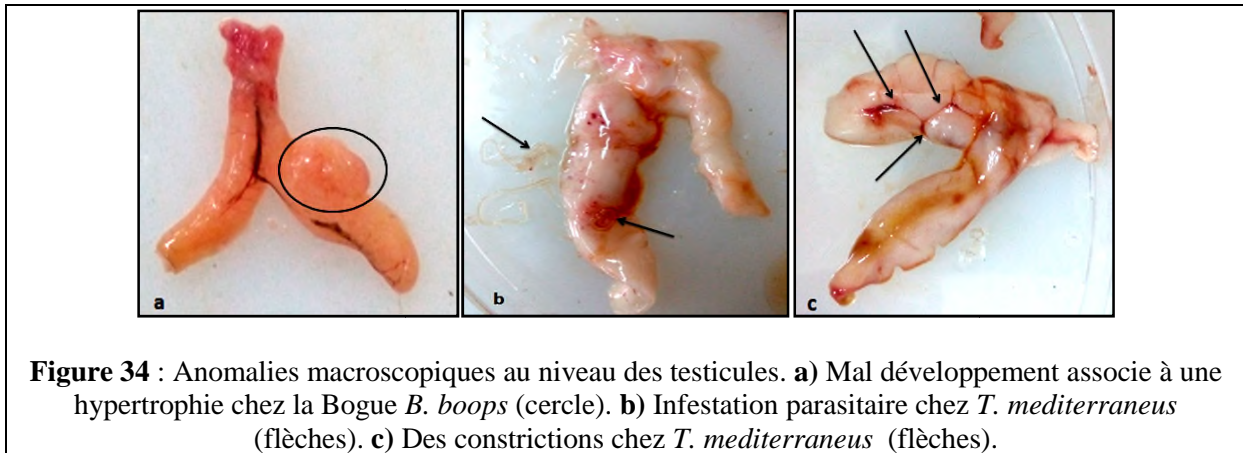 a
b
c
Figure 34 : Anomalies macroscopiques au niveau des testicules. a) Mal développement associe à une
hypertrophie chez la Bogue B. boops (cercle). b) Infestation parasitaire chez T. mediterraneus
(flèches). c) Des constrictions chez T. mediterraneus (flèches).